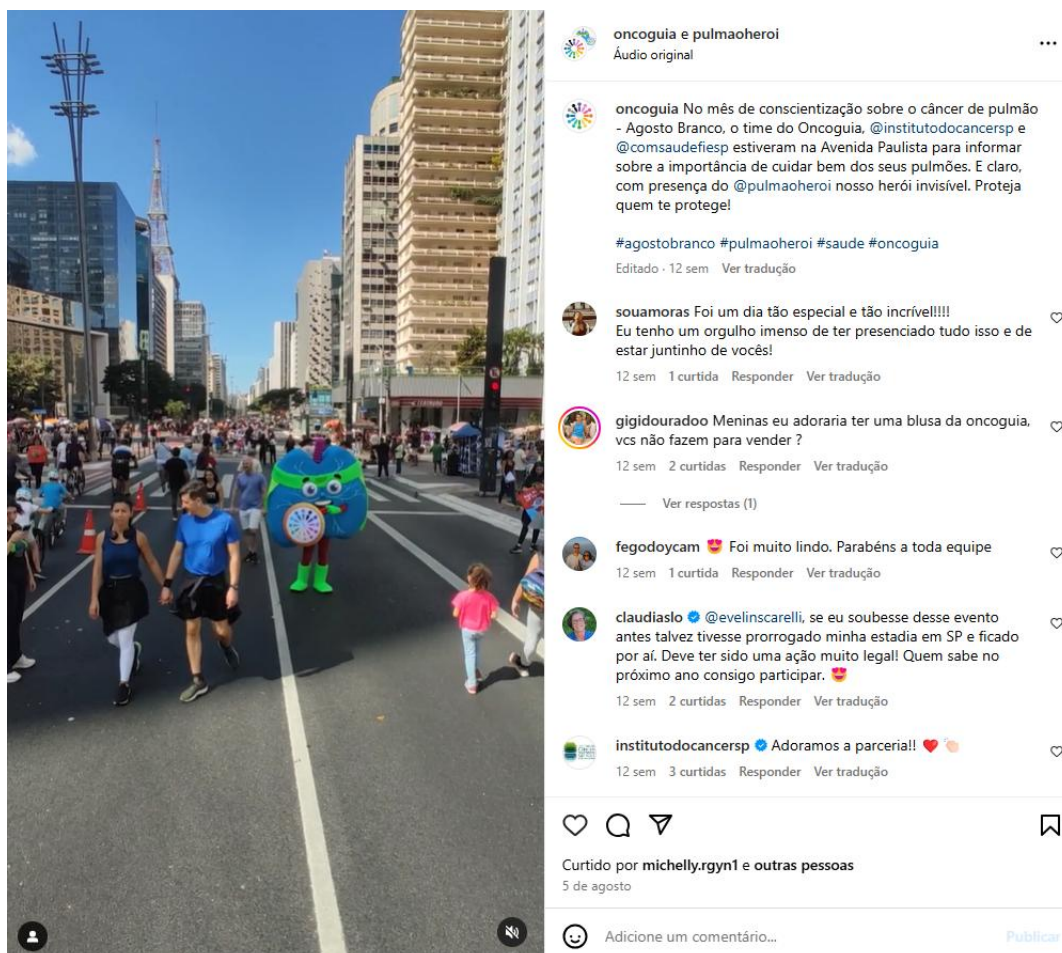 oncoguia e pulmaoheroi
Áudio original
oncoguia No mês de conscientização sobre o câncer de pulmão
- Agosto Branco, o time do Oncoguia, @institutodocancersp e
@comsaudefiesp estiveram na Avenida Paulista para informar
sobre a importância de cuidar bem dos seus pulmões. E claro,
com presença do @pulmaoheroi nosso herói invisível. Proteja
quem te protege!
#agostobranco #pulmaoheroi #saude #oncoguia
Editado · 12 sem Ver tradução
souamoras Foi um dia tão especial e tão incrível!!!!
Eu tenho um orgulho imenso de ter presenciado tudo isso e de
estar juntinho de vocês!
12 sem 1 curtida Responder Ver tradução
gigidouradoo Meninas eu adoraria ter uma blusa da oncoguia,
vcs não fazem para vender ?
12 sem 2 curtidas Responder Ver tradução
Ver respostas (1)
fegodoycam 😍 Foi muito lindo. Parabéns a toda equipe
12 sem 1 curtida Responder Ver tradução
claudiaslo @evelinscarelli, se eu soubesse desse evento
antes talvez tivesse prorrogado minha estadia em SP e ficado
por aí. Deve ter sido uma ação muito legal! Quem sabe no
próximo ano consigo participar. 😍
12 sem 2 curtidas Responder Ver tradução
institutodocancersp Adoramos a parceria!! ❤️ 👏🏻
12 sem 3 curtidas Responder Ver tradução
Curtido por michelly.rgyn1 e outras pessoas
5 de agosto
Adicione um comentário...
Publicar